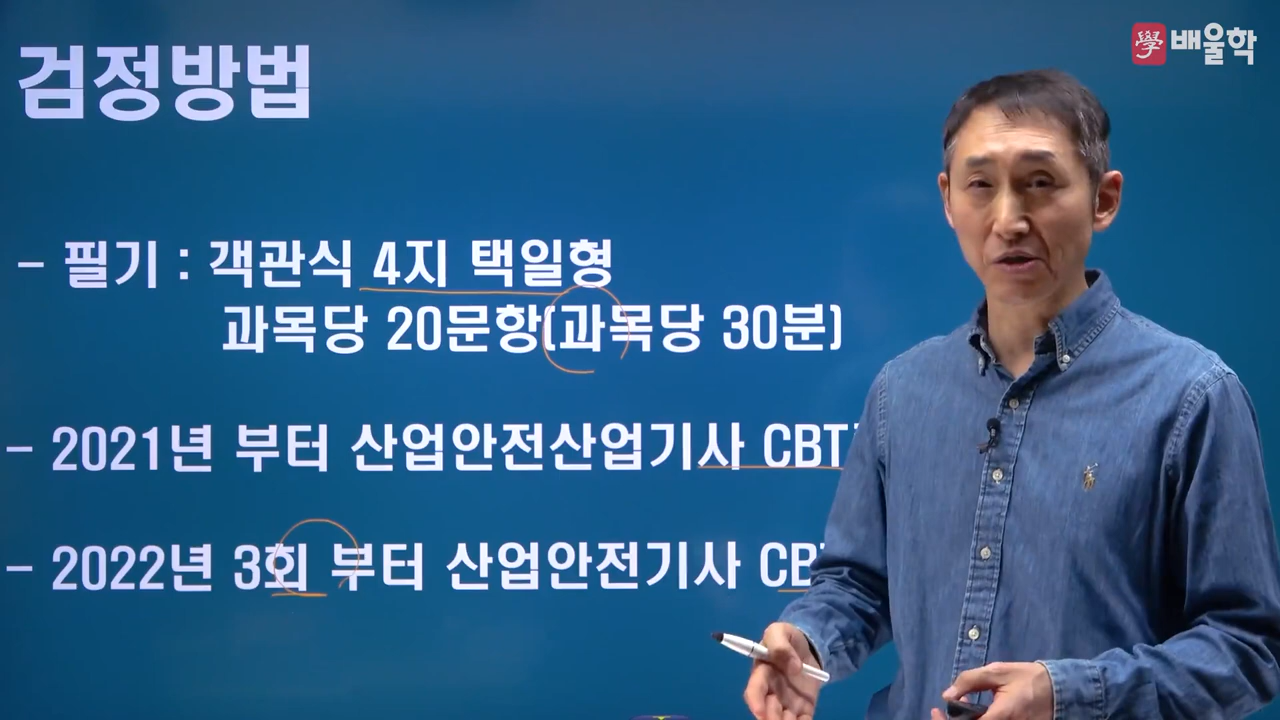 學 배울학
검정방법
- 필기 : 객관식 4지 택일형
과목당 20문항(과목당 30분)
- 2021년 부터 산업안전산업기사 CBT
- 2022년 3회 부터 산업안전기사